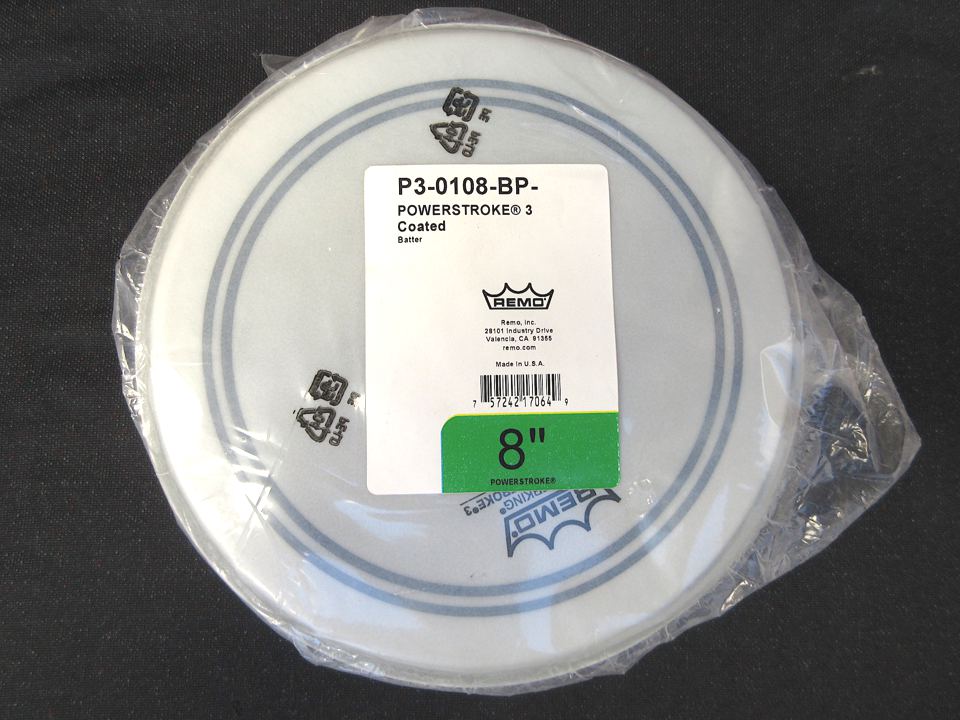 P3-0108-BP-
POWERSTROKE® 3
Coated
Batter
REMO®
Remo, Inc.
28101 Industry Drive
Valencia, CA 91355
remo.com
Made In U.S.A.
7 57242 17064 9
8"
POWERSTROKE®
REMO®